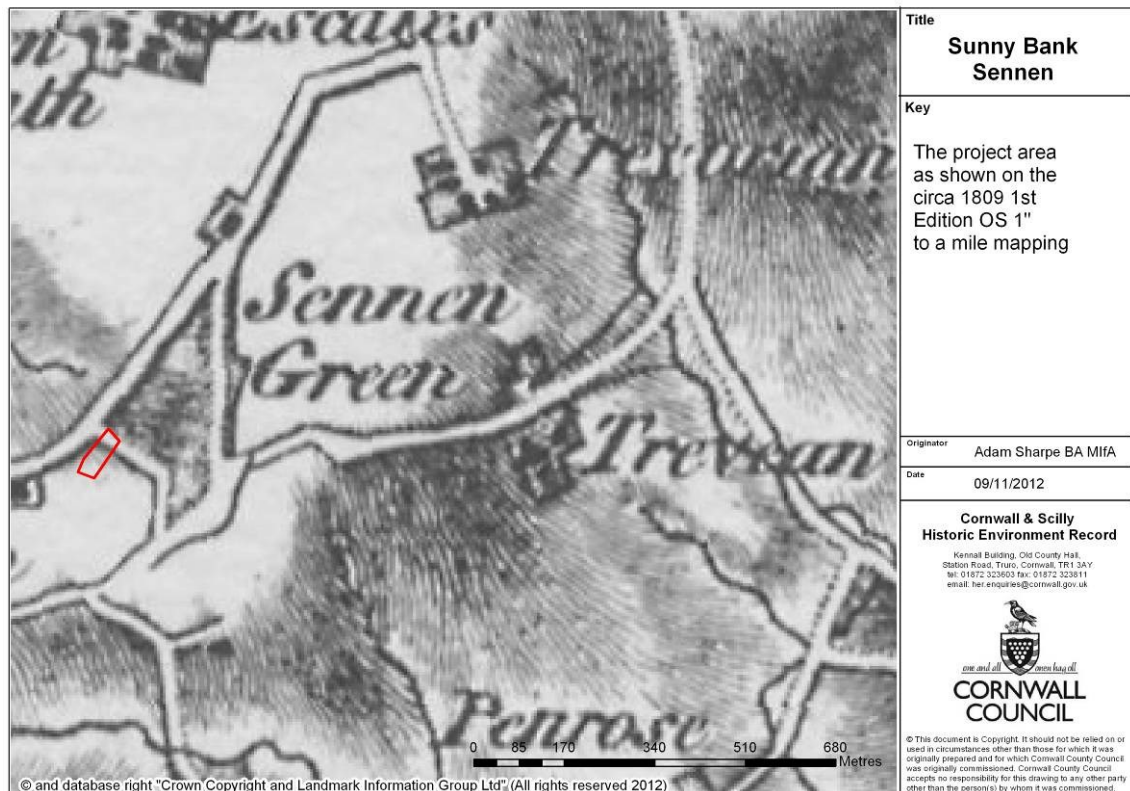 Escales
Sennen
Green
Trevean
Penrose
0 85 170 340 510 680
Metres
© and database right "Crown Copyright and Landmark Information Group Ltd" (All rights reserved 2012)
Title
Sunny Bank
Sennen
Key
The project area
as shown on the
circa 1809 1st
Edition OS 1"
to a mile mapping
Originator
Adam Sharpe BA MIfA
Date
09/11/2012
Cornwall & Scilly
Historic Environment Record
Kennall Building, Old County Hall,
Station Road, Truro, Cornwall, TR1 3AY
tel: 01872 323603 fax: 01872 323811
email: her.enquiries@cornwall.gov.uk
one and all onen hag oll
CORNWALL
COUNCIL
© This document is Copyright. It should not be relied on or
used in circumstances other than those for which it was
originally prepared and for which Cornwall County Council
was originally commissioned. Cornwall County Council
accepts no responsibility for this drawing to any other party
other than the person(s) by whom it was commissioned.